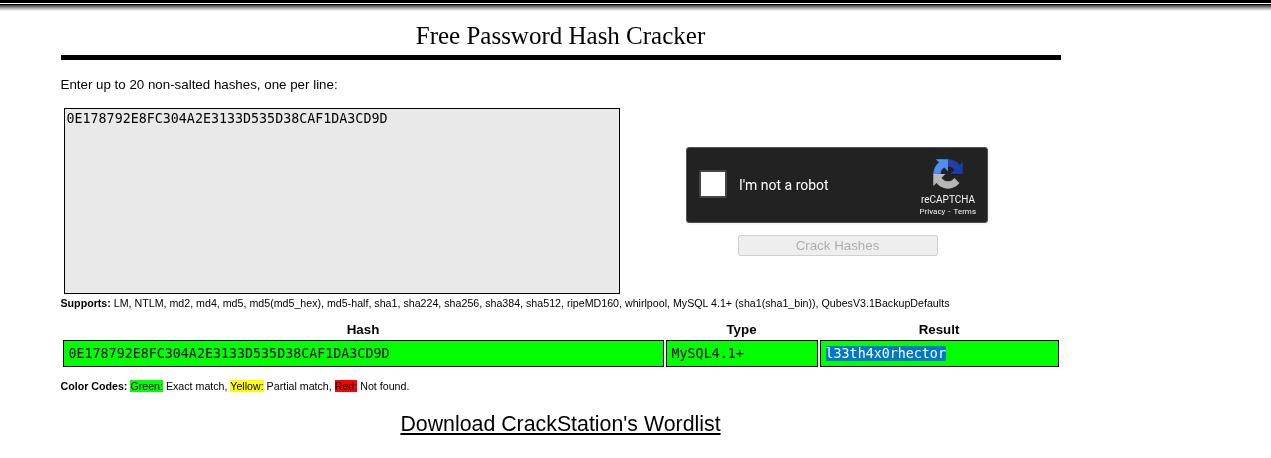 Free Password Hash Cracker
Enter up to 20 non-salted hashes, one per line:
0E178792E8FC304A2E3133D535D38CAF1DA3CD9D
I'm not a robot
reCAPTCHA
Privacy - Terms
Crack Hashes
Supports: LM, NTLM, md2, md4, md5, md5(md5_hex), md5-half, sha1, sha224, sha256, sha384, sha512, ripeMD160, whirlpool, MySQL 4.1+ (sha1(sha1_bin)), QubesV3.1BackupDefaults
Hash Type Result
0E178792E8FC304A2E3133D535D38CAF1DA3CD9D MySQL4.1+ l33th4x0rhector
Color Codes: Green: Exact match, Yellow: Partial match, Red: Not found.
Download CrackStation's Wordlist